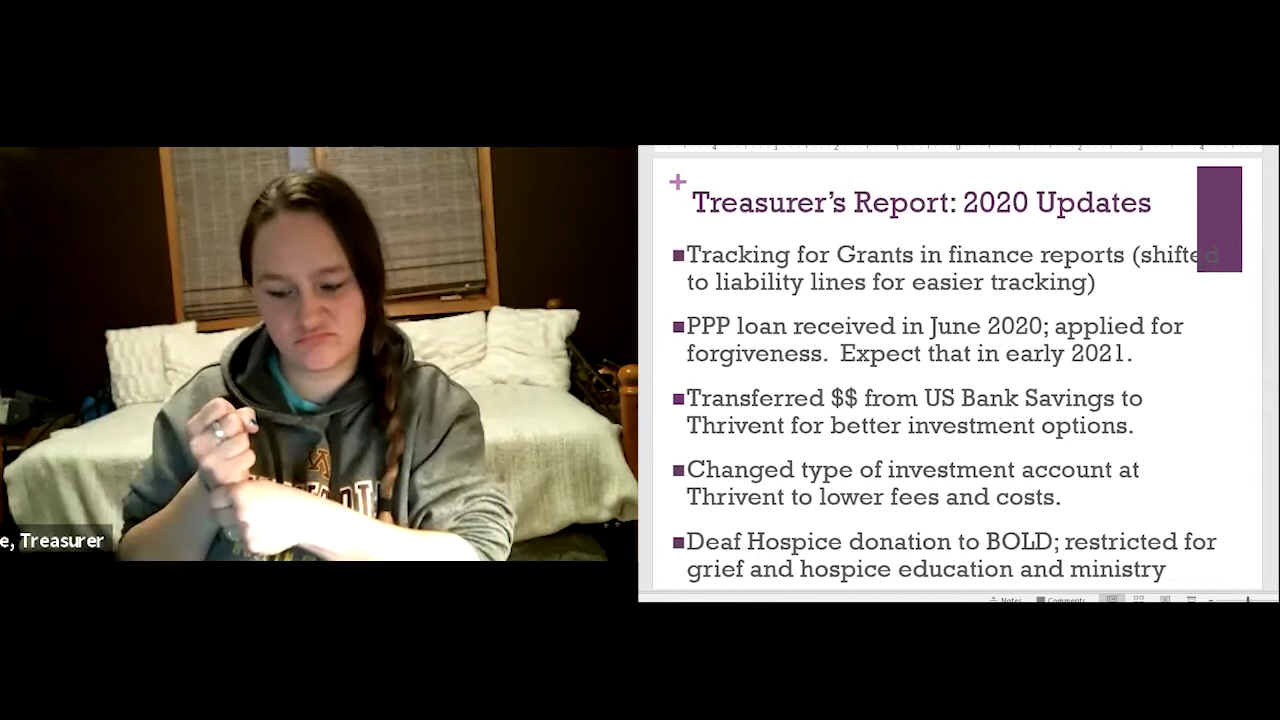 e, Treasurer
+
Treasurer's Report: 2020 Updates
■Tracking for Grants in finance reports (shifted
to liability lines for easier tracking)
■PPP loan received in June 2020; applied for
forgiveness.  Expect that in early 2021.
■Transferred $$ from US Bank Savings to
Thrivent for better investment options.
■Changed type of investment account at
Thrivent to lower fees and costs.
■Deaf Hospice donation to BOLD; restricted for
grief and hospice education and ministry
Notes
Comments